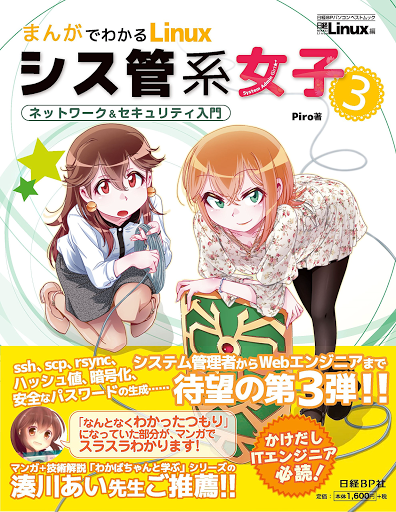 日経BPパソコンベストムック
日経Linux編
まんがでわかるLinux
シス管系女子3
System Admin Girl
ネットワーク&セキュリティ入門
Piro著
ssh、scp、rsync、
ハッシュ値、暗号化、
安全なパスワードの生成……
システム管理者からWebエンジニアまで
待望の第3弾!!
「なんとなくわかったつもり」
になっていた部分が、マンガで
スラスラわかります!
かけだし
ITエンジニア
必読!
マンガ+技術解説「わかばちゃんと学ぶ」シリーズの
湊川あい先生ご推薦!!
日経BP社
定価:本体1,600円+税